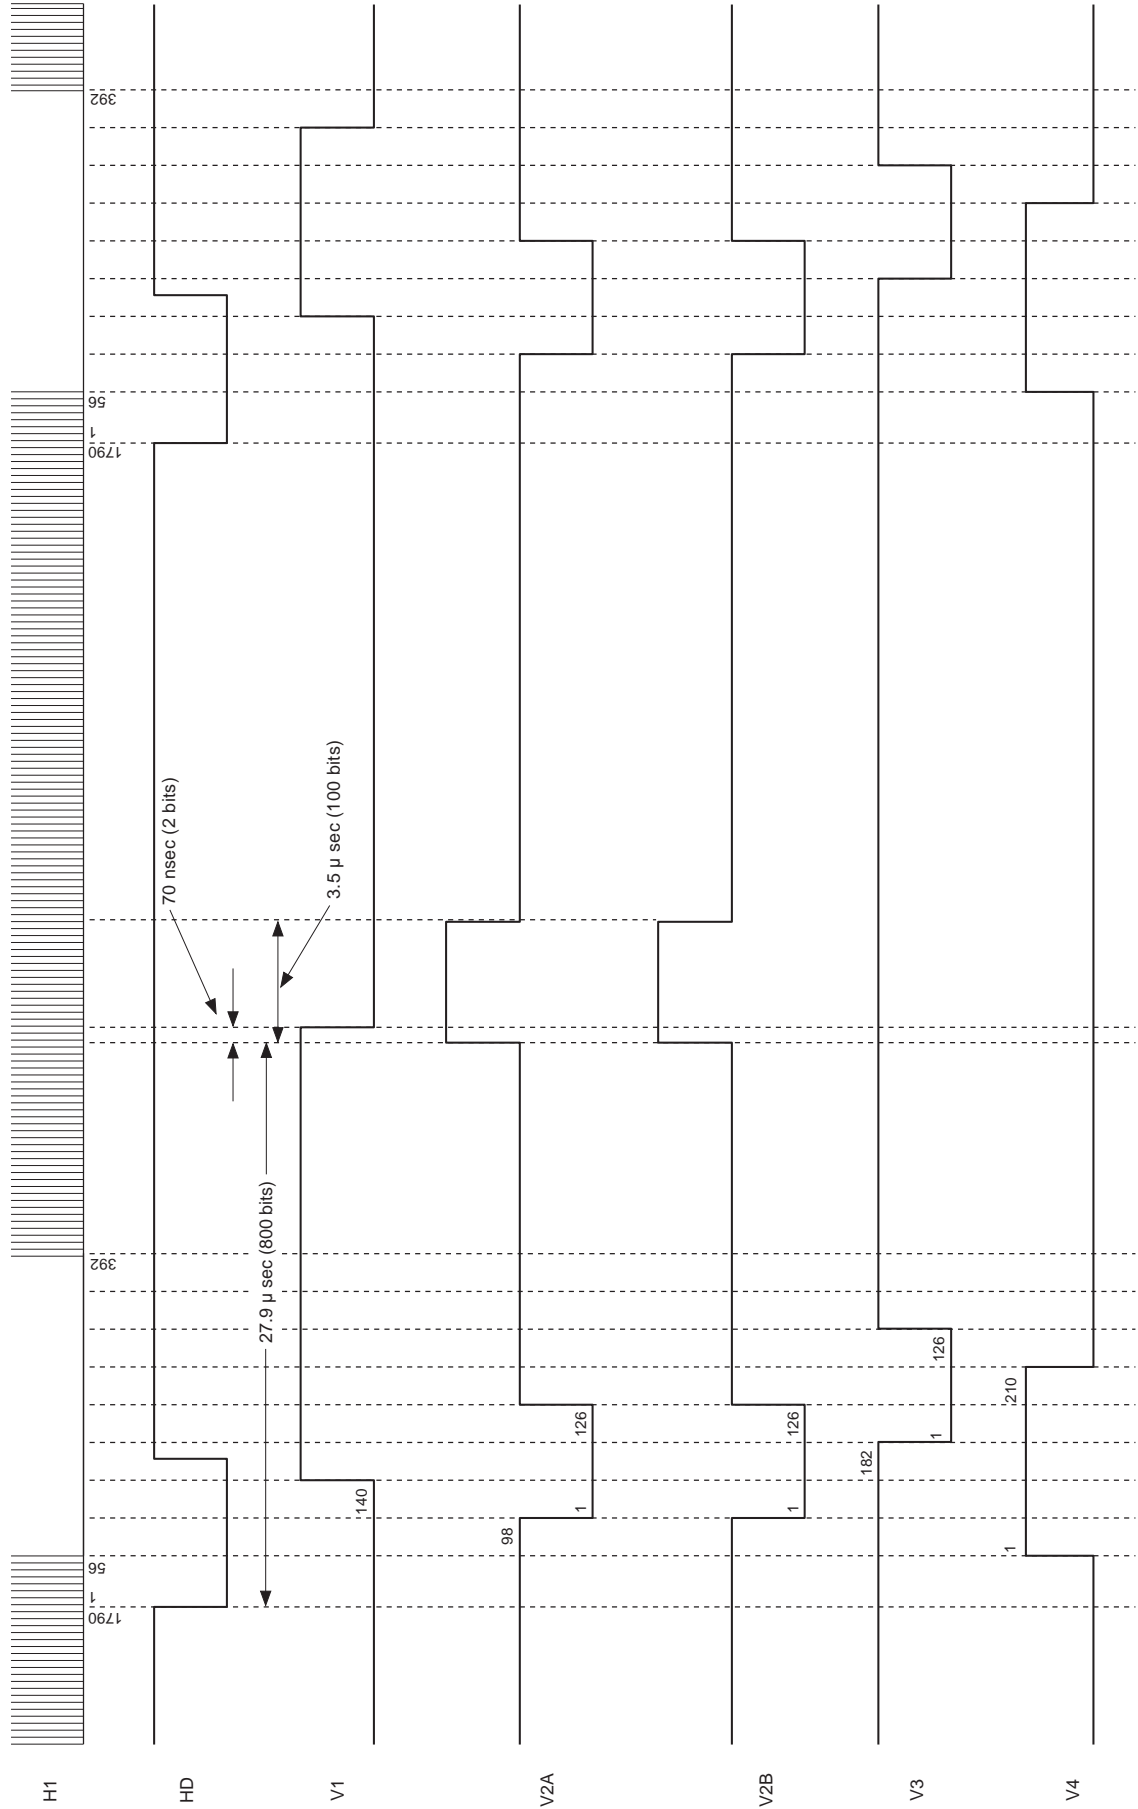 H1
1790
1
56
392
1790
1
56
392
HD
70 nsec (2 bits)
27.9 μ sec (800 bits)
3.5 μ sec (100 bits)
V1
140
V2A
98
1
126
V2B
1
126
V3
182
1
126
V4
1
210